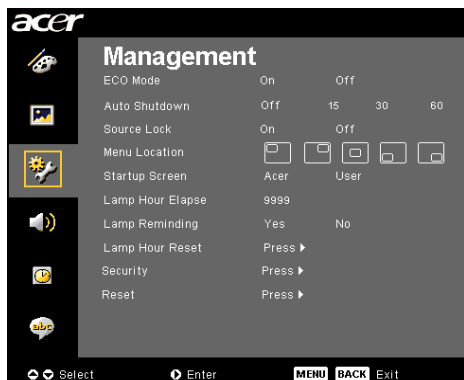 acer
Management
ECO Mode On Off
Auto Shutdown Off 15 30 60
Source Lock On Off
Menu Location
Startup Screen Acer User
Lamp Hour Elapse 9999
Lamp Reminding Yes No
Lamp Hour Reset Press
Security Press
Reset Press
abc
Select Enter MENU BACK Exit